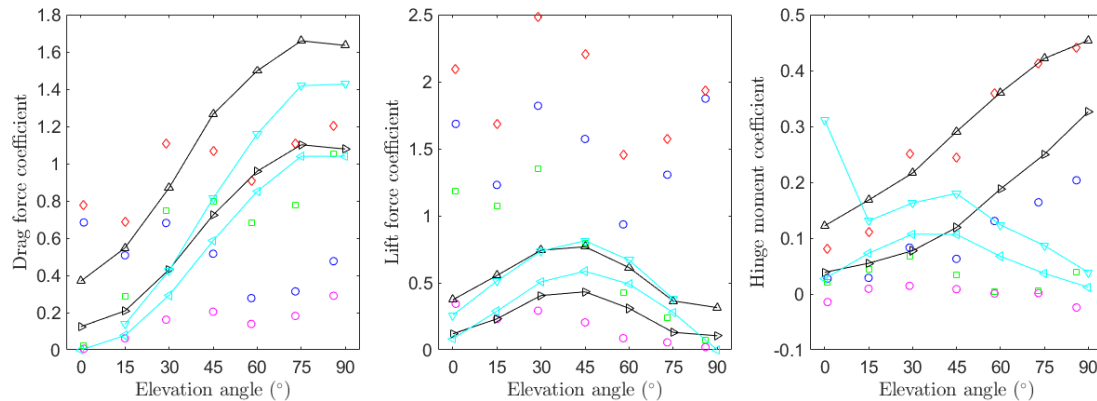 1.8
1.6
1.4
1.2
1
0.8
0.6
0.4
0.2
0
0 15 30 45 60 75 90
Drag force coefficient
Elevation angle (°)
2.5
2
1.5
1
0.5
0
0 15 30 45 60 75 90
Lift force coefficient
Elevation angle (°)
0.5
0.4
0.3
0.2
0.1
0
-0.1
0 15 30 45 60 75 90
Hinge moment coefficient
Elevation angle (°)